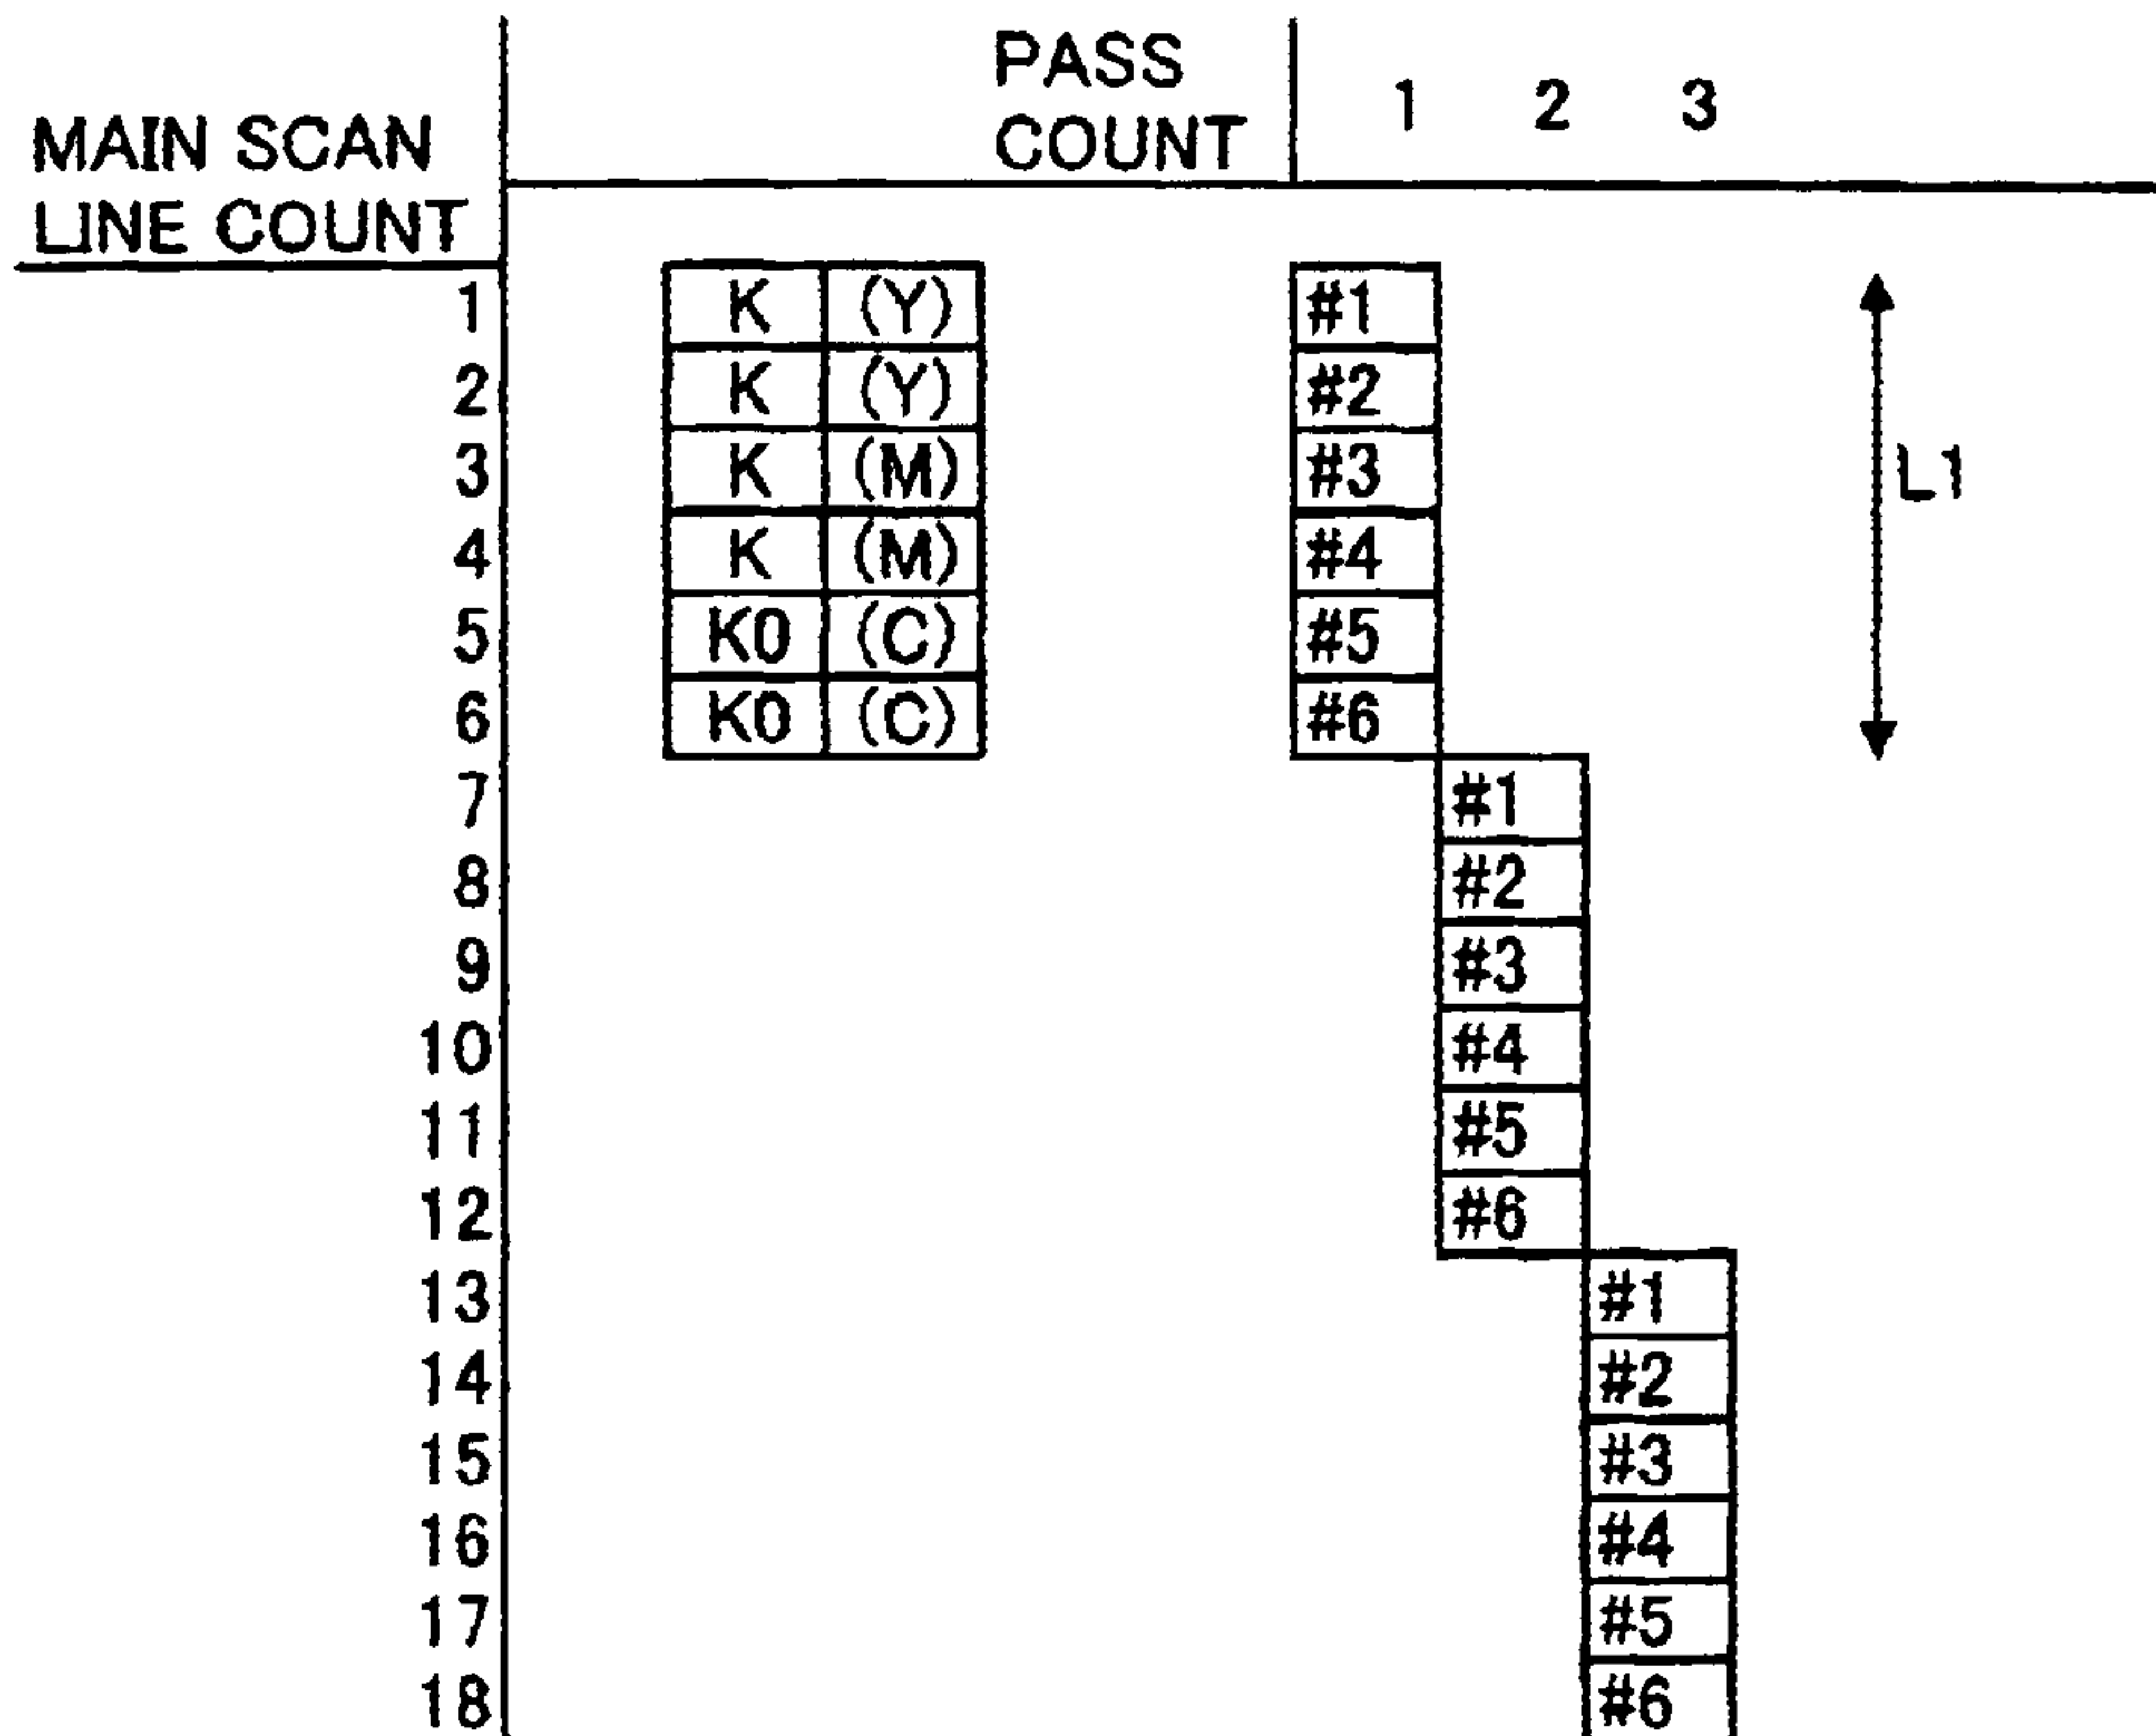 PASS
COUNT 1 2 3
MAIN SCAN
LINE COUNT
1 K (Y) #1
2 K (Y) #2
3 K (M) #3 L1
4 K (M) #4
5 K0 (C) #5
6 K0 (C) #6
7 #1
8 #2
9 #3
10 #4
11 #5
12 #6
13 #1
14 #2
15 #3
16 #4
17 #5
18 #6